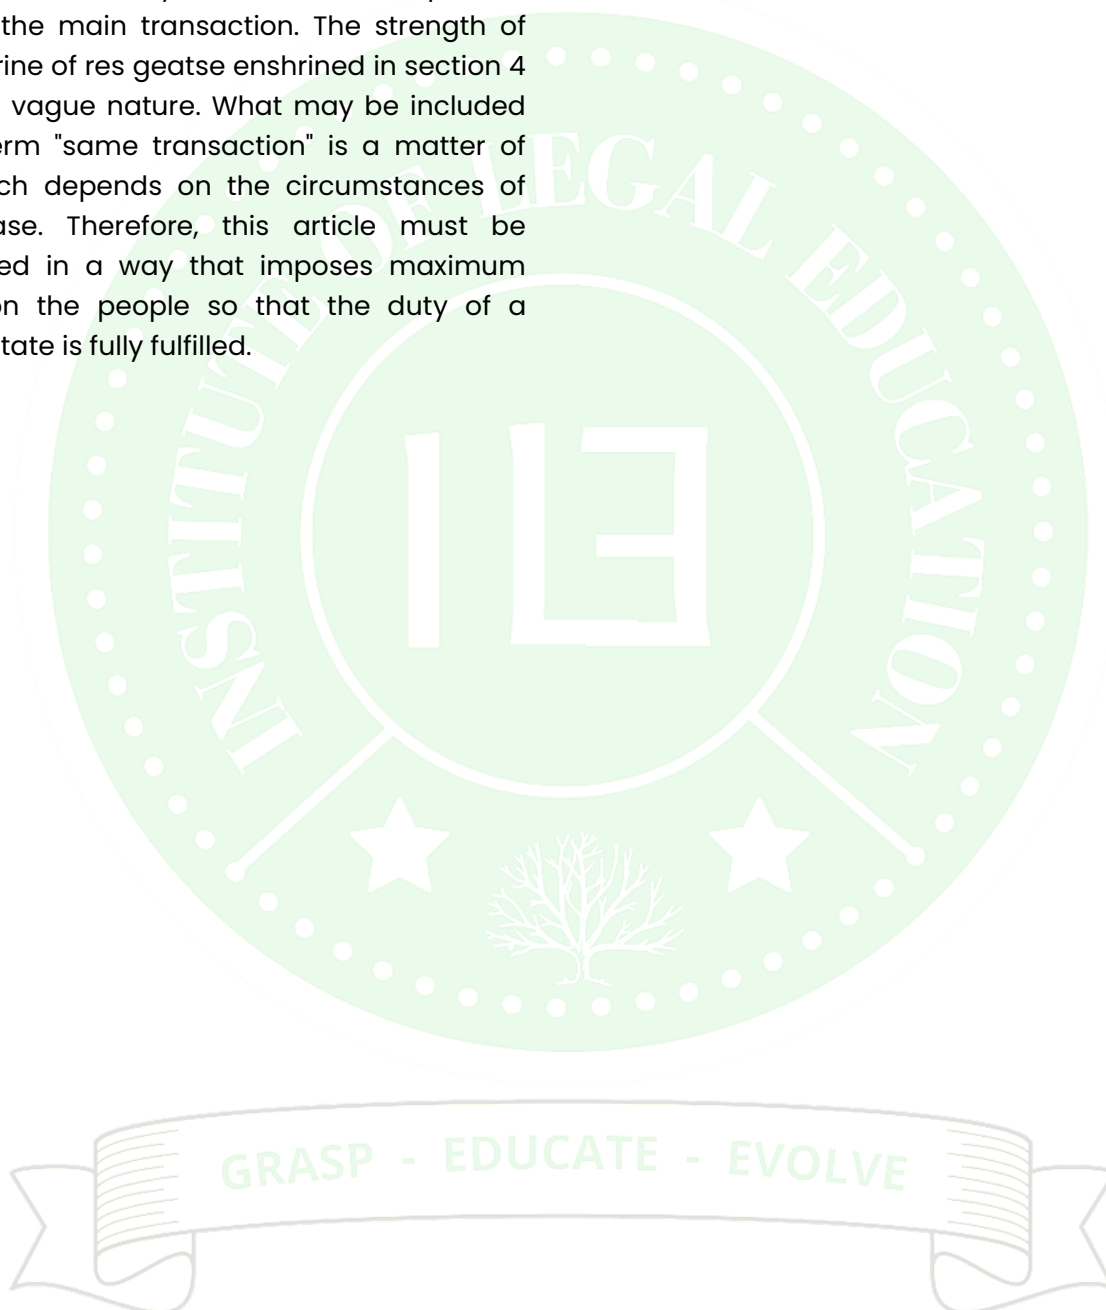 the main transaction. The strength of
rine of res geatse enshrined in section 4
vague nature. What may be included
erm "same transaction" is a matter of
ch depends on the circumstances of
ase. Therefore, this article must be
ed in a way that imposes maximum
on the people so that the duty of a
tate is fully fulfilled.
INSTITUTE OF LEGAL EDUCATION
ILE
GRASP - EDUCATE - EVOLVE